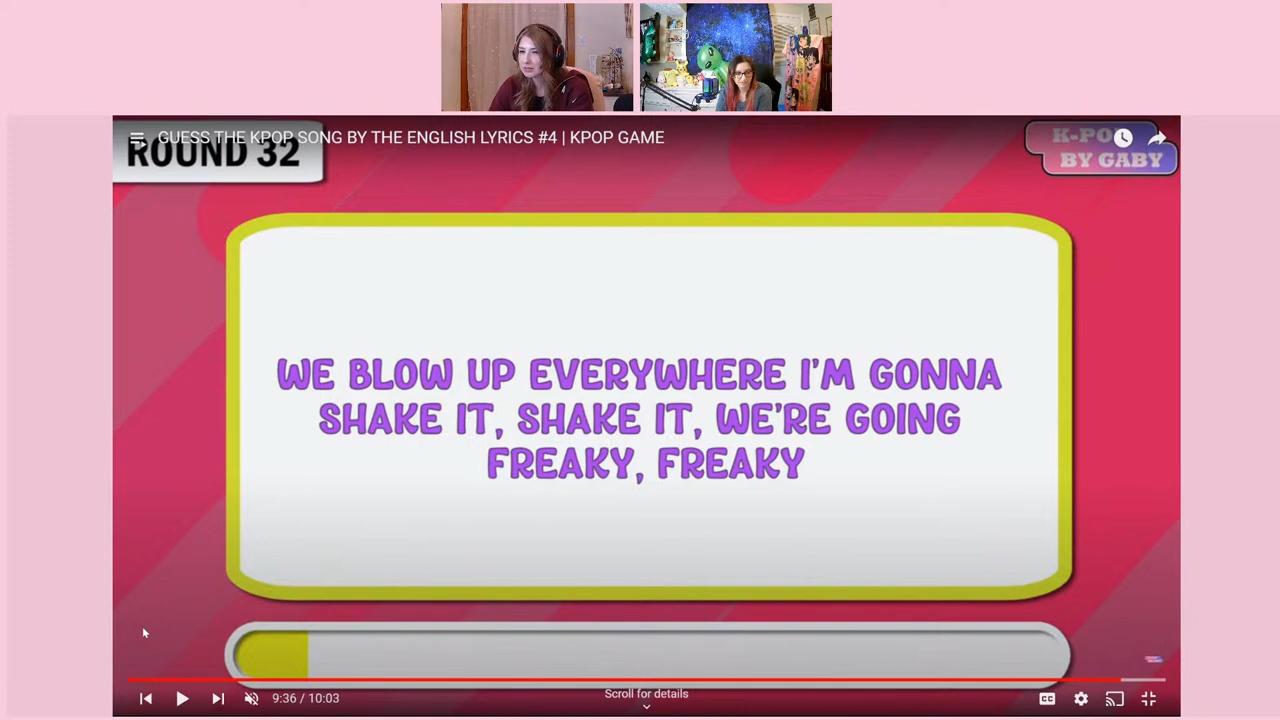 GUESS THE KPOP SONG BY THE ENGLISH LYRICS #4 | KPOP GAME
ROUND 32
BY GABY
WE BLOW UP EVERYWHERE I'M GONNA
SHAKE IT, SHAKE IT, WE'RE GOING
FREAKY, FREAKY
9:36 / 10:03
Scroll for details
CC